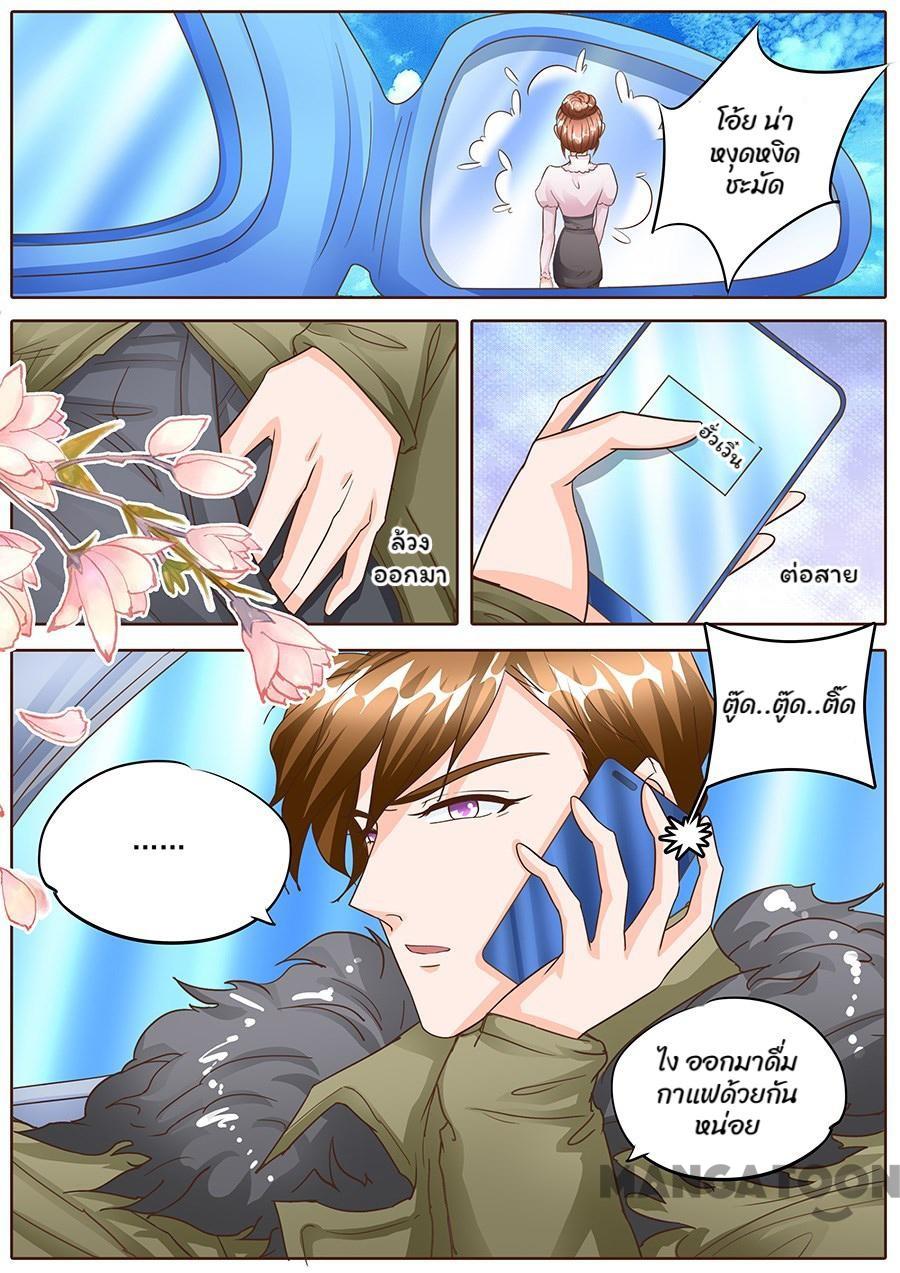 โอ้ย น่า
หงุดหงิด
ชะมัด
ล้วง
ออกมา
ฮั่วเวิ๋น
ต่อสาย
ตู๊ด..ตู๊ด..ติ๊ด
......
ไง ออกมาดื่ม
กาแฟด้วยกัน
หน่อย
MANGATOON